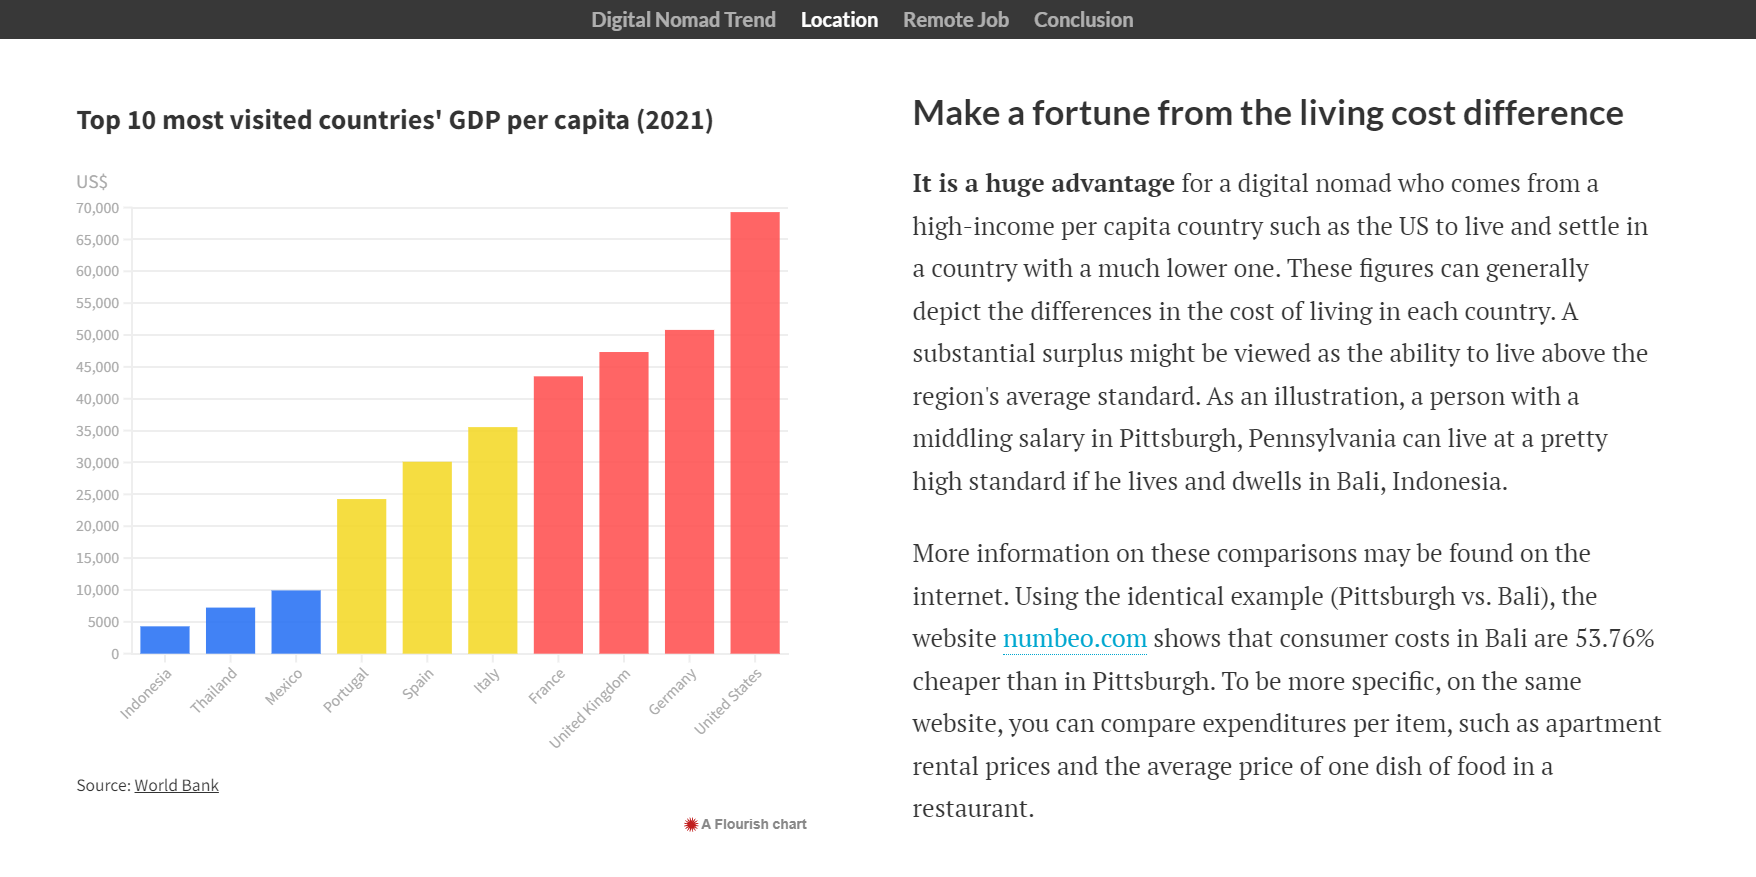 Digital Nomad Trend Location Remote Job Conclusion
Top 10 most visited countries' GDP per capita (2021)
US$
70,000
65,000
60,000
55,000
50,000
45,000
40,000
35,000
30,000
25,000
20,000
15,000
10,000
5000
0
Indonesia
Thailand
Mexico
Portugal
Spain
Italy
France
United Kingdom
Germany
United States
Source: World Bank
A Flourish chart
Make a fortune from the living cost difference
It is a huge advantage for a digital nomad who comes from a
high-income per capita country such as the US to live and settle in
a country with a much lower one. These figures can generally
depict the differences in the cost of living in each country. A
substantial surplus might be viewed as the ability to live above the
region's average standard. As an illustration, a person with a
middling salary in Pittsburgh, Pennsylvania can live at a pretty
high standard if he lives and dwells in Bali, Indonesia.
More information on these comparisons may be found on the
internet. Using the identical example (Pittsburgh vs. Bali), the
website numbeo.com shows that consumer costs in Bali are 53.76%
cheaper than in Pittsburgh. To be more specific, on the same
website, you can compare expenditures per item, such as apartment
rental prices and the average price of one dish of food in a
restaurant.